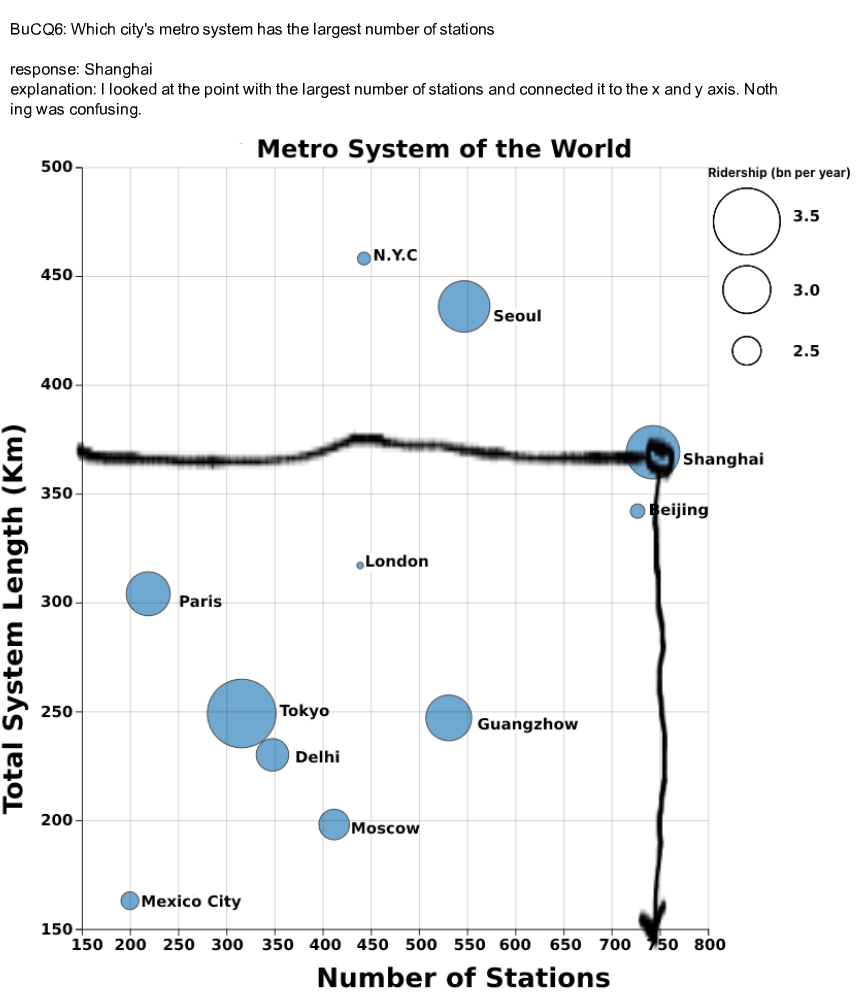 BuCQ6: Which city's metro system has the largest number of stations
response: Shanghai
explanation: I looked at the point with the largest number of stations and connected it to the x and y axis. Noth
ing was confusing.
Metro System of the World
Ridership (bn per year)
3.5
3.0
2.5
500
450
400
350
300
250
200
150
Total System Length (Km)
N.Y.C
Seoul
Shanghai
Beijing
London
Paris
Tokyo
Guangzhow
Delhi
Moscow
Mexico City
150 200 250 300 350 400 450 500 550 600 650 700 750 800
Number of Stations